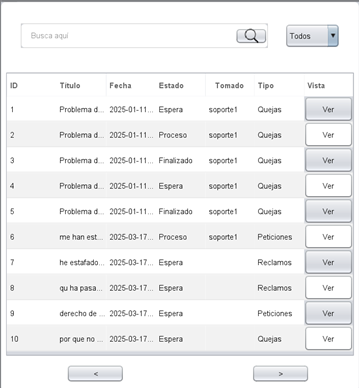 Busca aquí
Todos
ID Título Fecha Estado Tomado Tipo Vista
1 Problema d... 2025-01-11... Espera soporte1 Quejas Ver
2 Problema d... 2025-01-11... Proceso soporte1 Quejas Ver
3 Problema d... 2025-01-11... Finalizado soporte1 Quejas Ver
4 Problema d... 2025-01-11... Espera soporte1 Quejas Ver
5 Problema d... 2025-01-11... Finalizado soporte1 Quejas Ver
6 me han est... 2025-03-17... Proceso soporte1 Peticiones Ver
7 he estafado... 2025-03-17... Espera Reclamos Ver
8 qu ha pasa... 2025-03-17... Espera Reclamos Ver
9 derecho de ... 2025-03-17... Espera Peticiones Ver
10 por que no ... 2025-03-17... Espera Quejas Ver
< >